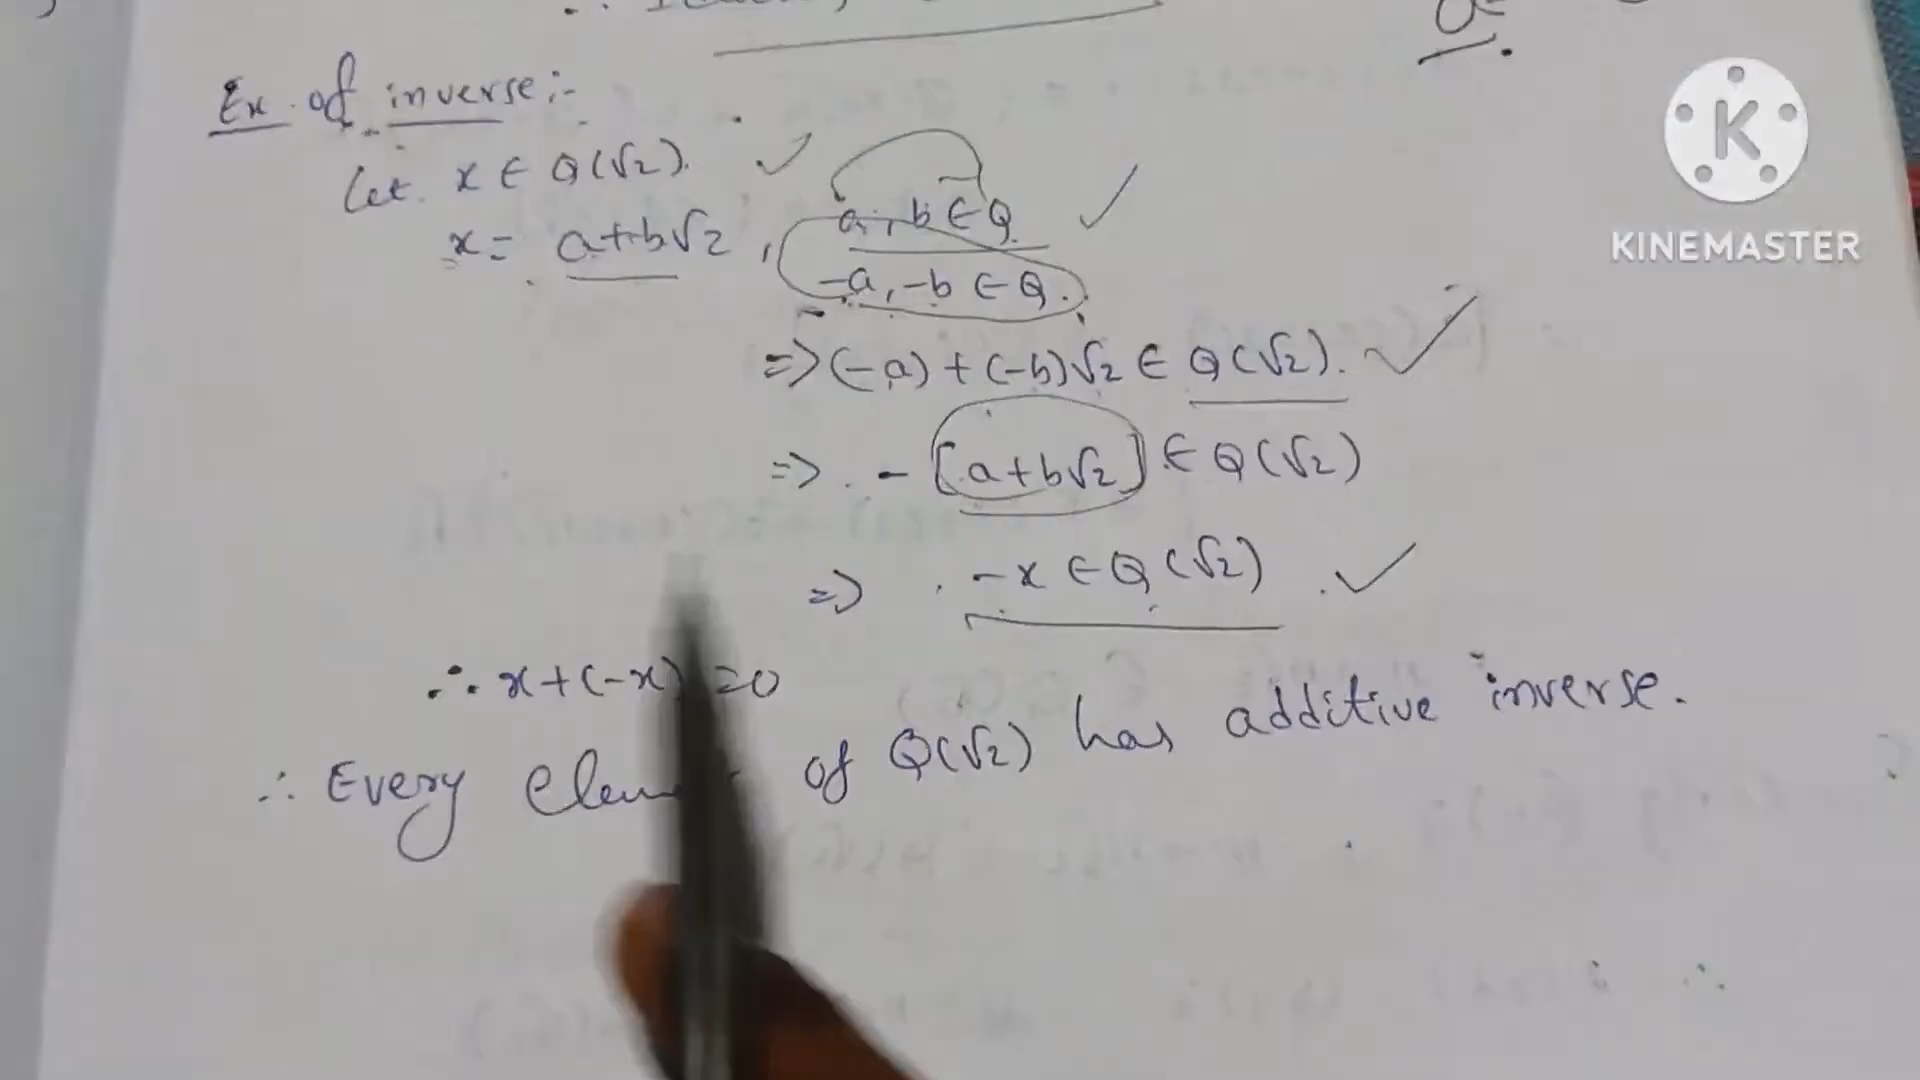 Ex. of inverse :-
Let x ∈ Q(√2).
x = a+b√2 , a, b ∈ Q
-a, -b ∈ Q.
=> (-a) + (-b)√2 ∈ Q(√2).
=> - [a+b√2] ∈ Q(√2)
=> -x ∈ Q(√2)
∴ x+(-x) =0
∴ Every of Q(√2) has additive inverse.
KINEMASTER